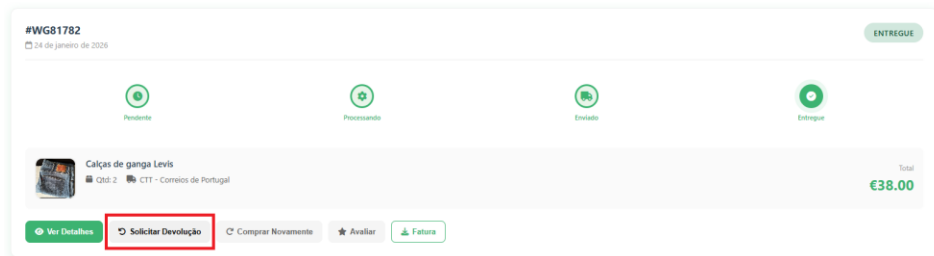 #WG81782
24 de janeiro de 2026
ENTREGUE
Pendente
Processando
Enviado
Entregue
Calças de ganga Levis
Qtd: 2 CTT - Correios de Portugal
Total
€38.00
Ver Detalhes Solicitar Devolução Comprar Novamente Avaliar Fatura